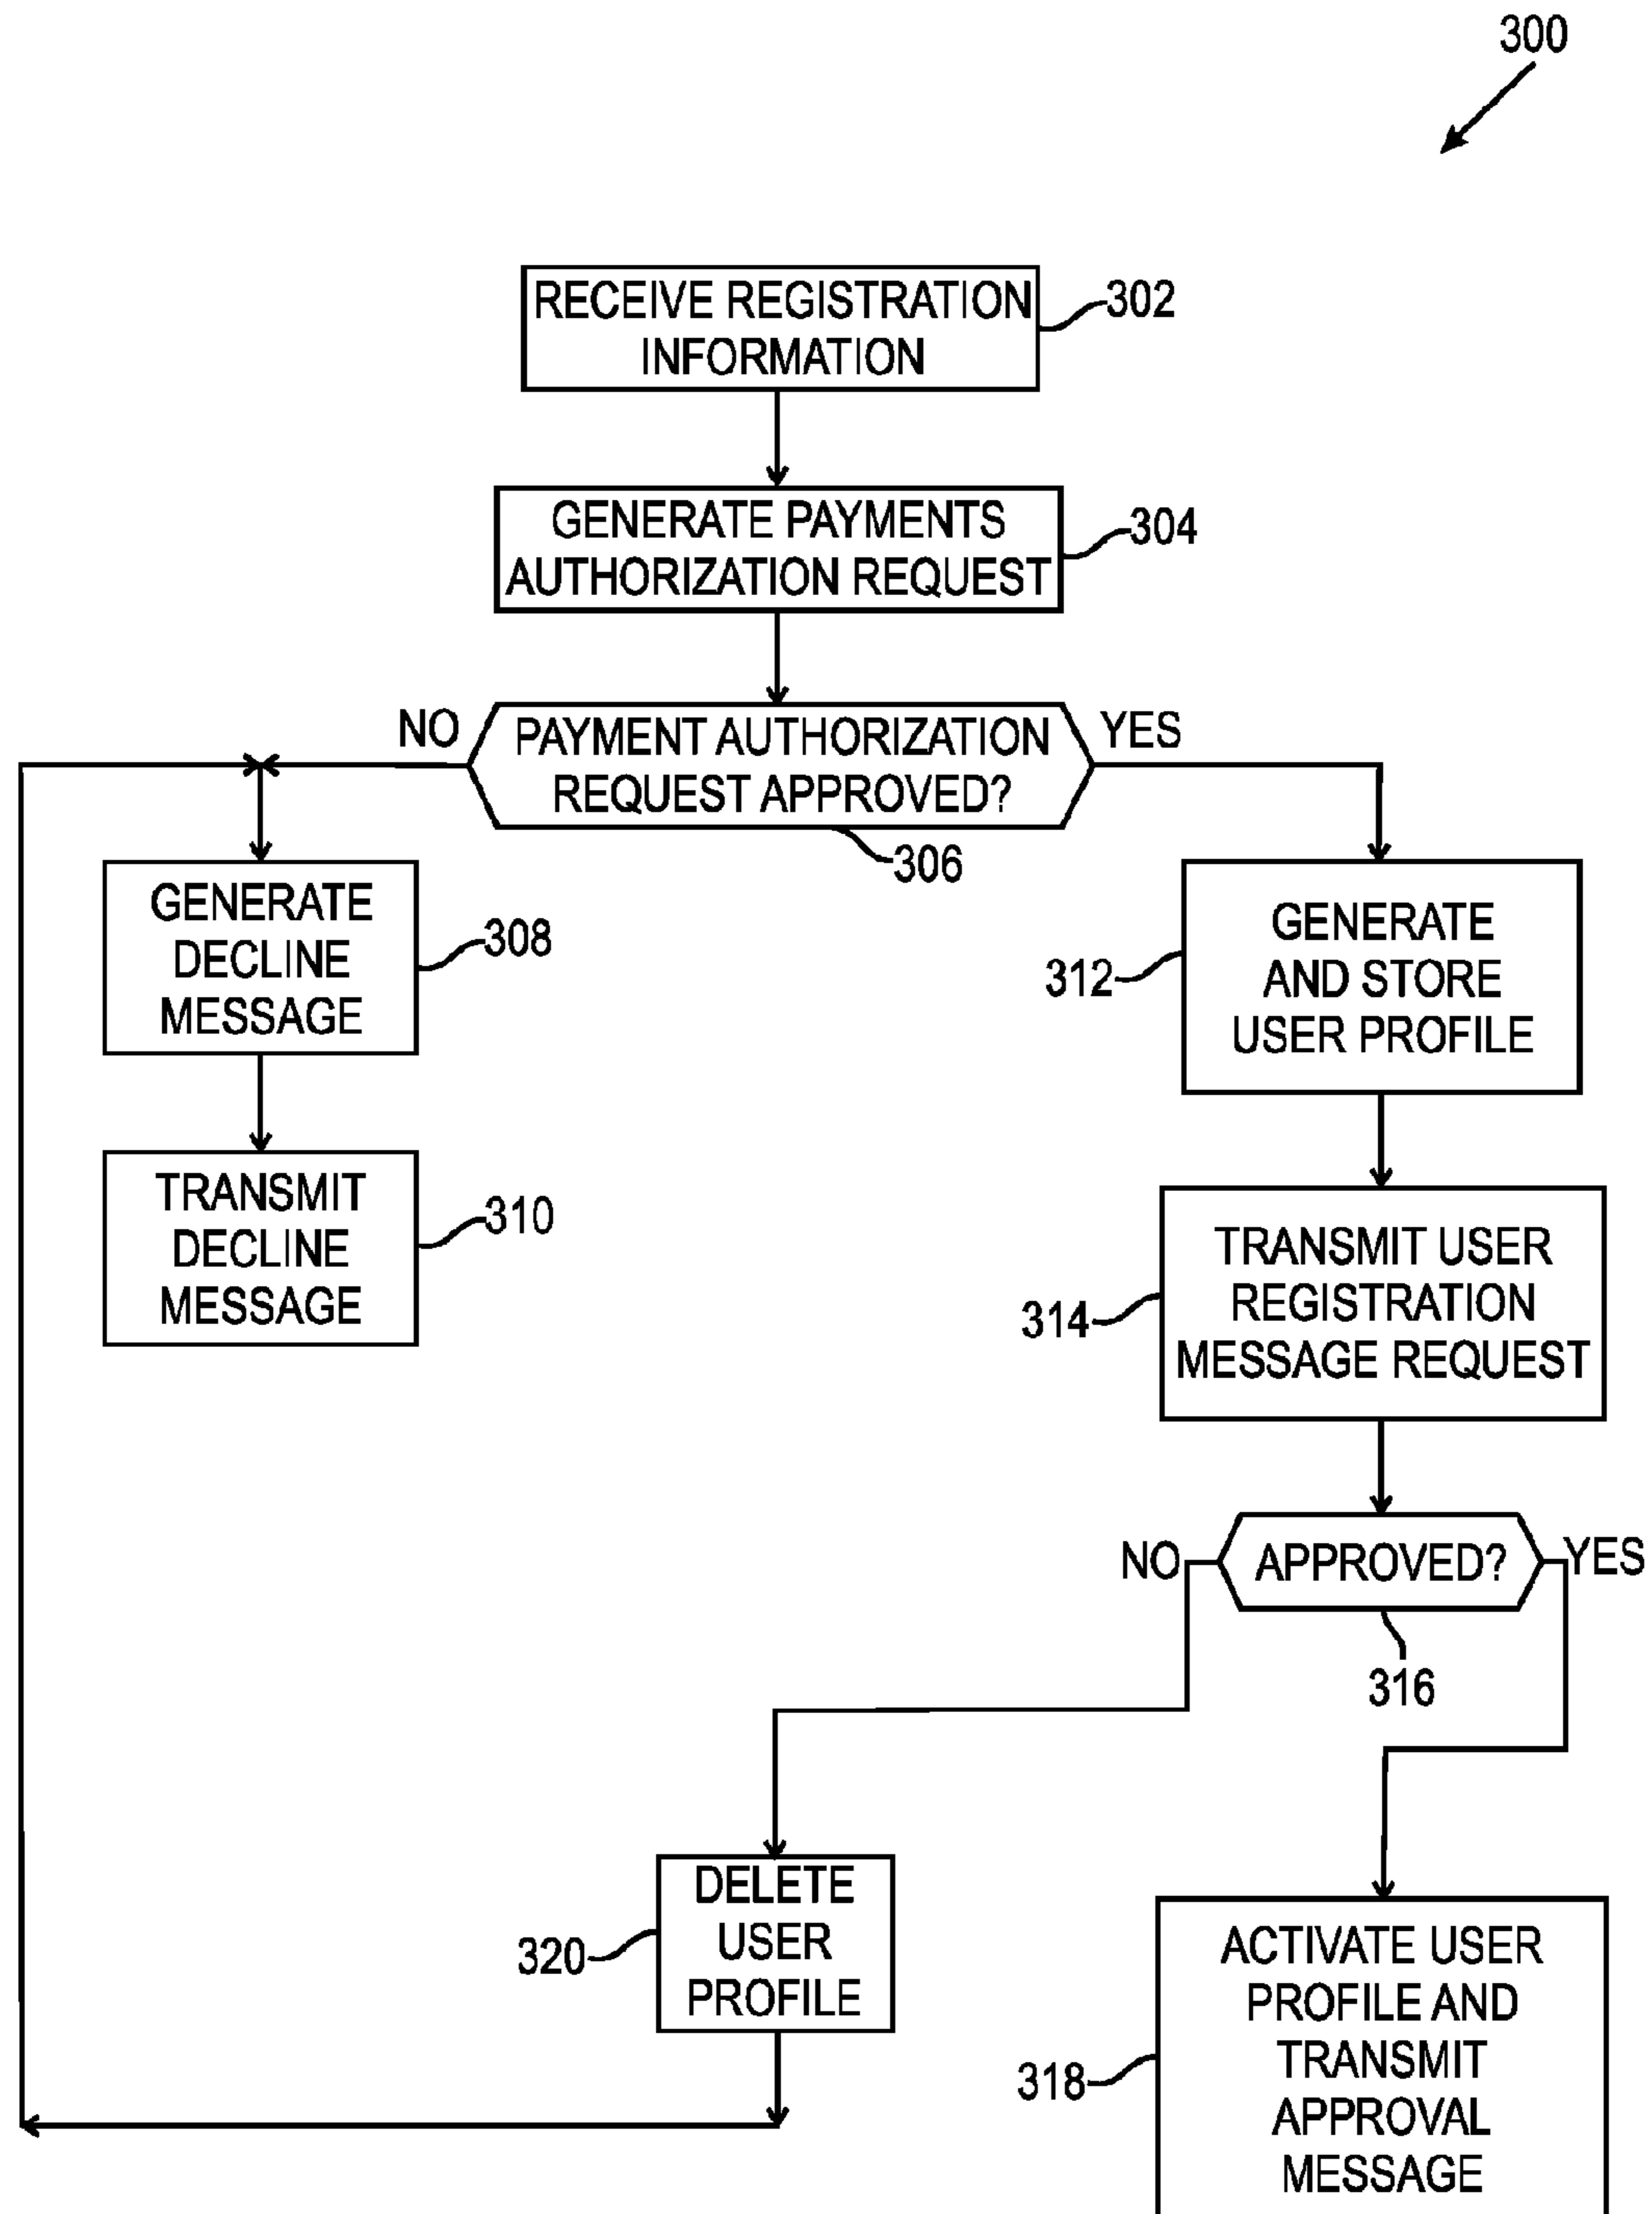 300
RECEIVE REGISTRATION
INFORMATION
302
GENERATE PAYMENTS
AUTHORIZATION REQUEST
304
NO
PAYMENT AUTHORIZATION
REQUEST APPROVED?
YES
306
GENERATE
DECLINE
MESSAGE
308
312
GENERATE
AND STORE
USER PROFILE
TRANSMIT
DECLINE
MESSAGE
310
314
TRANSMIT USER
REGISTRATION
MESSAGE REQUEST
NO
APPROVED?
YES
316
320
DELETE
USER
PROFILE
318
ACTIVATE USER
PROFILE AND
TRANSMIT
APPROVAL
MESSAGE